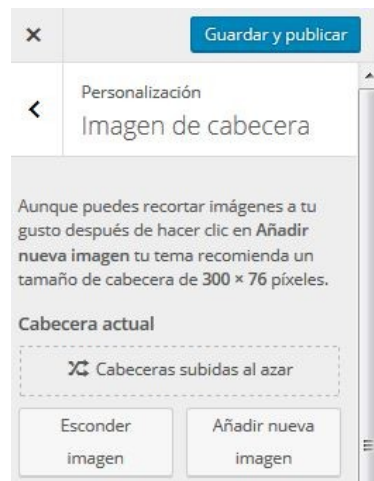 Guardar y publicar
Personalización
Imagen de cabecera
Aunque puedes recortar imágenes a tu
gusto después de hacer clic en Añadir
nueva imagen tu tema recomienda un
tamaño de cabecera de 300 × 76 píxeles.
Cabecera actual
Cabeceras subidas al azar
Esconder
imagen
Añadir nueva
imagen